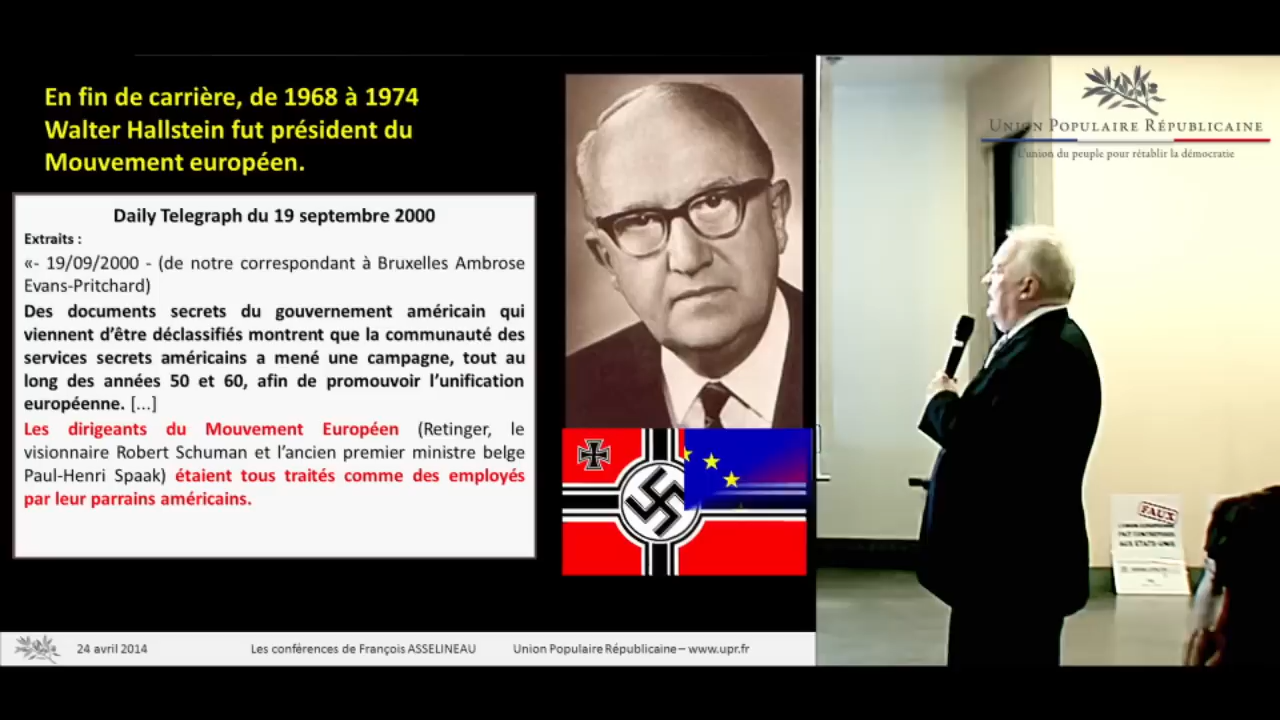 En fin de carrière, de 1968 à 1974
Walter Hallstein fut président du
Mouvement européen.
Daily Telegraph du 19 septembre 2000
Extraits :
«- 19/09/2000 - (de notre correspondant à Bruxelles Ambrose
Evans-Pritchard)
Des documents secrets du gouvernement américain qui
viennent d’être déclassifiés montrent que la communauté des
services secrets américains a mené une campagne, tout au
long des années 50 et 60, afin de promouvoir l’unification
européenne. [...]
Les dirigeants du Mouvement Européen (Retinger, le
visionnaire Robert Schuman et l’ancien premier ministre belge
Paul-Henri Spaak) étaient tous traités comme des employés
par leur parrains américains.
24 avril 2014
Les conférences de François ASSELINEAU
Union Populaire Républicaine – www.upr.fr
UNION POPULAIRE RÉPUBLICAINE
L'union du peuple pour rétablir la démocratie
FAUX